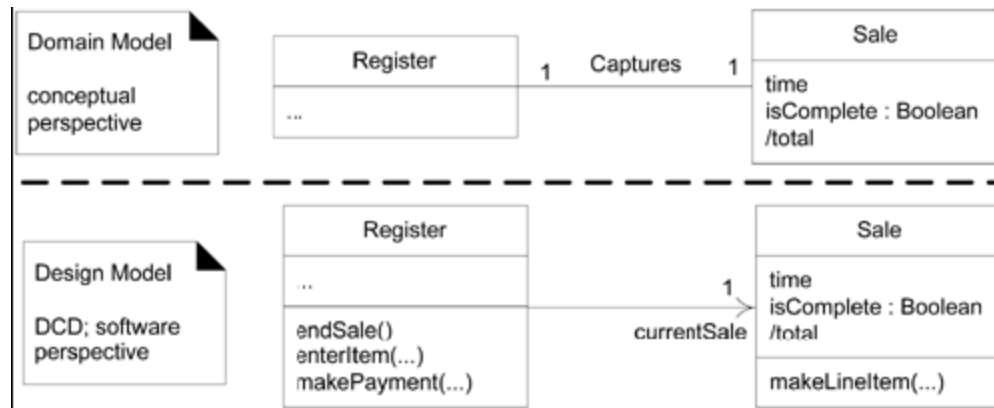 Domain Model
conceptual
perspective
Register
...
1 Captures 1
Sale
time
isComplete : Boolean
/total
Design Model
DCD; software
perspective
Register
...
endSale()
enterItem(...)
makePayment(...)
1
currentSale
Sale
time
isComplete : Boolean
/total
makeLineItem(...)